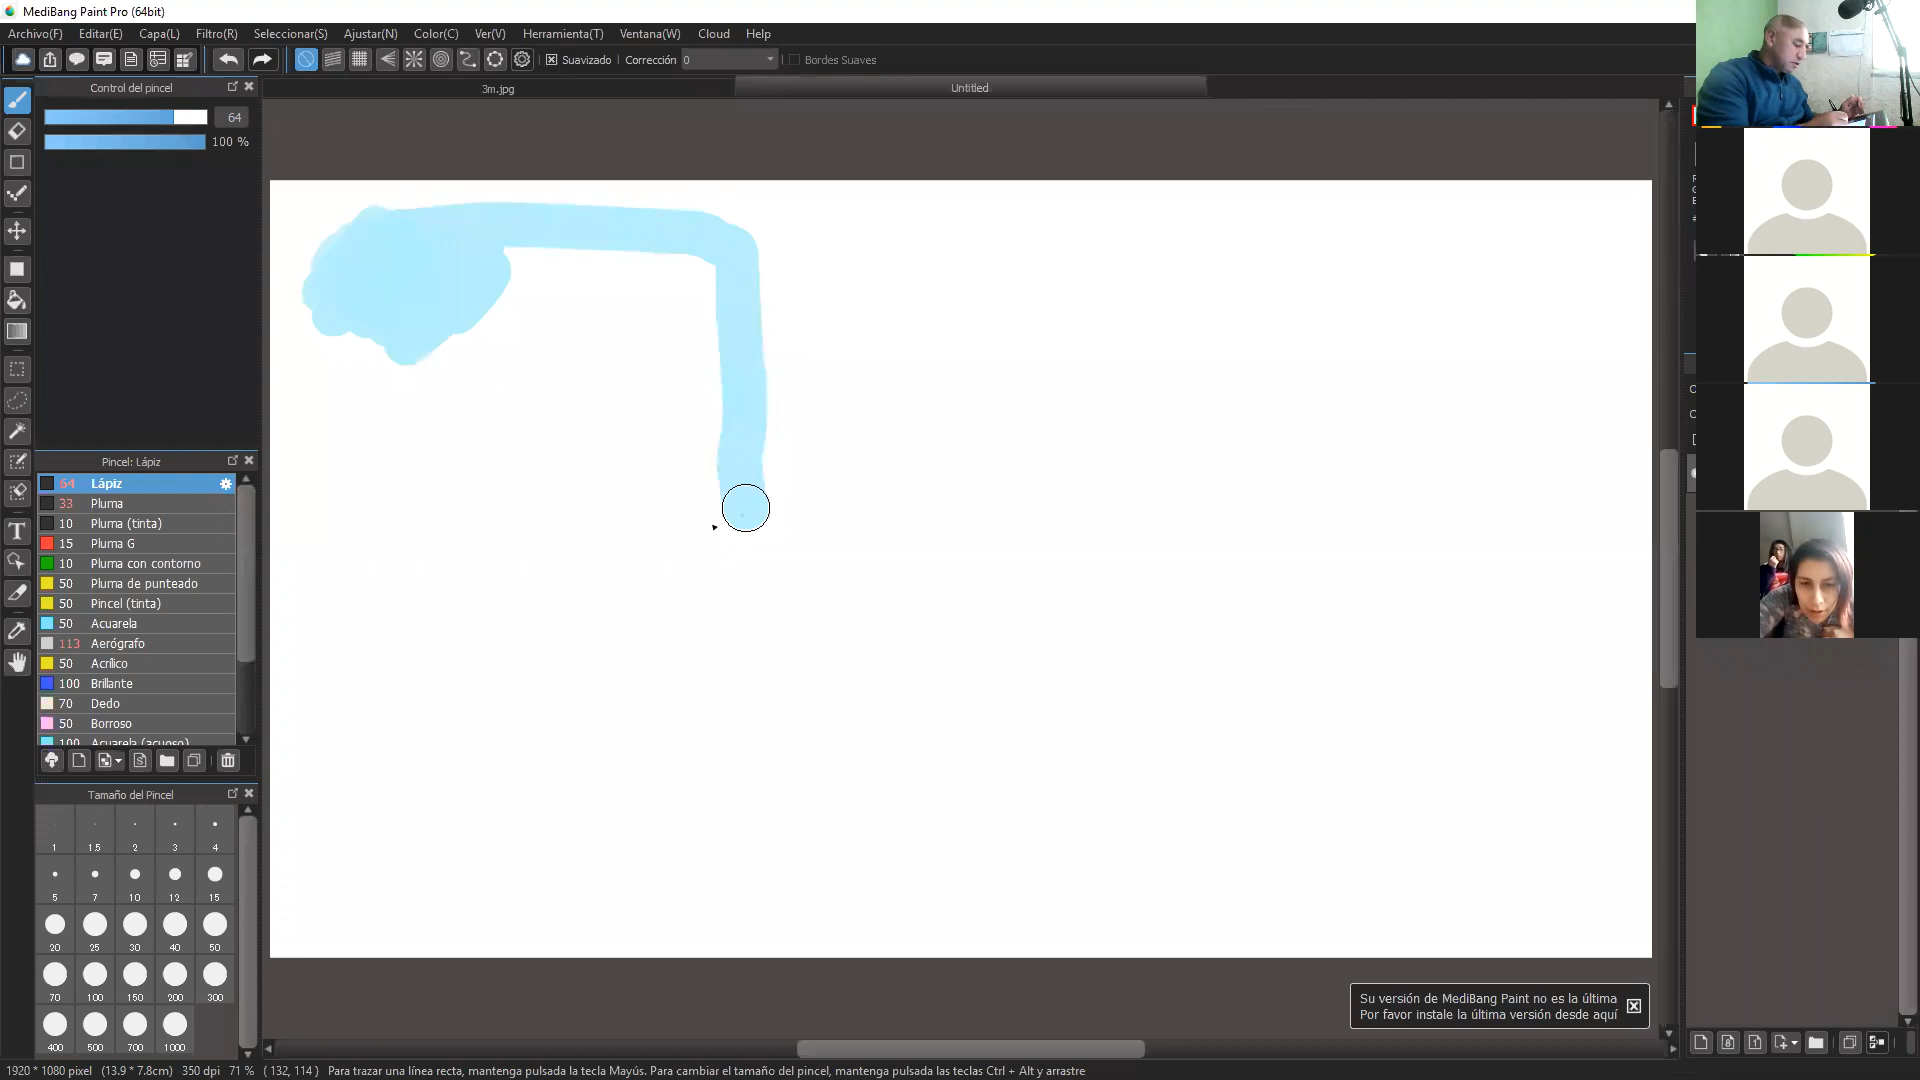 MediBang Paint Pro (64bit)
Archivo(F) Editar(E) Capa(L) Filtro(R) Seleccionar(S) Ajustar(N) Color(C) Ver(V) Herramienta(T) Ventana(W) Cloud Help
Suavizado Corrección 0 Bordes Suaves
Control del pincel
3m.jpg Untitled
64
100 %
Pincel: Lápiz
64 Lápiz
33 Pluma
10 Pluma (tinta)
15 Pluma G
10 Pluma con contorno
50 Pluma de punteado
50 Pincel (tinta)
50 Acuarela
113 Aerógrafo
50 Acrílico
100 Brillante
70 Dedo
50 Borroso
100 Acuarela (acuoso)
Tamaño del Pincel
1 1.5 2 3 4
5 7 10 12 15
20 25 30 40 50
70 100 150 200 300
400 500 700 1000
Su versión de MediBang Paint no es la última
Por favor instale la última versión desde aquí
1920 * 1080 pixel (13.9 * 7.8cm) 350 dpi 71 % ( 132, 114 ) Para trazar una línea recta, mantenga pulsada la tecla Mayús. Para cambiar el tamaño del pincel, mantenga pulsada las teclas Ctrl + Alt y arrastre